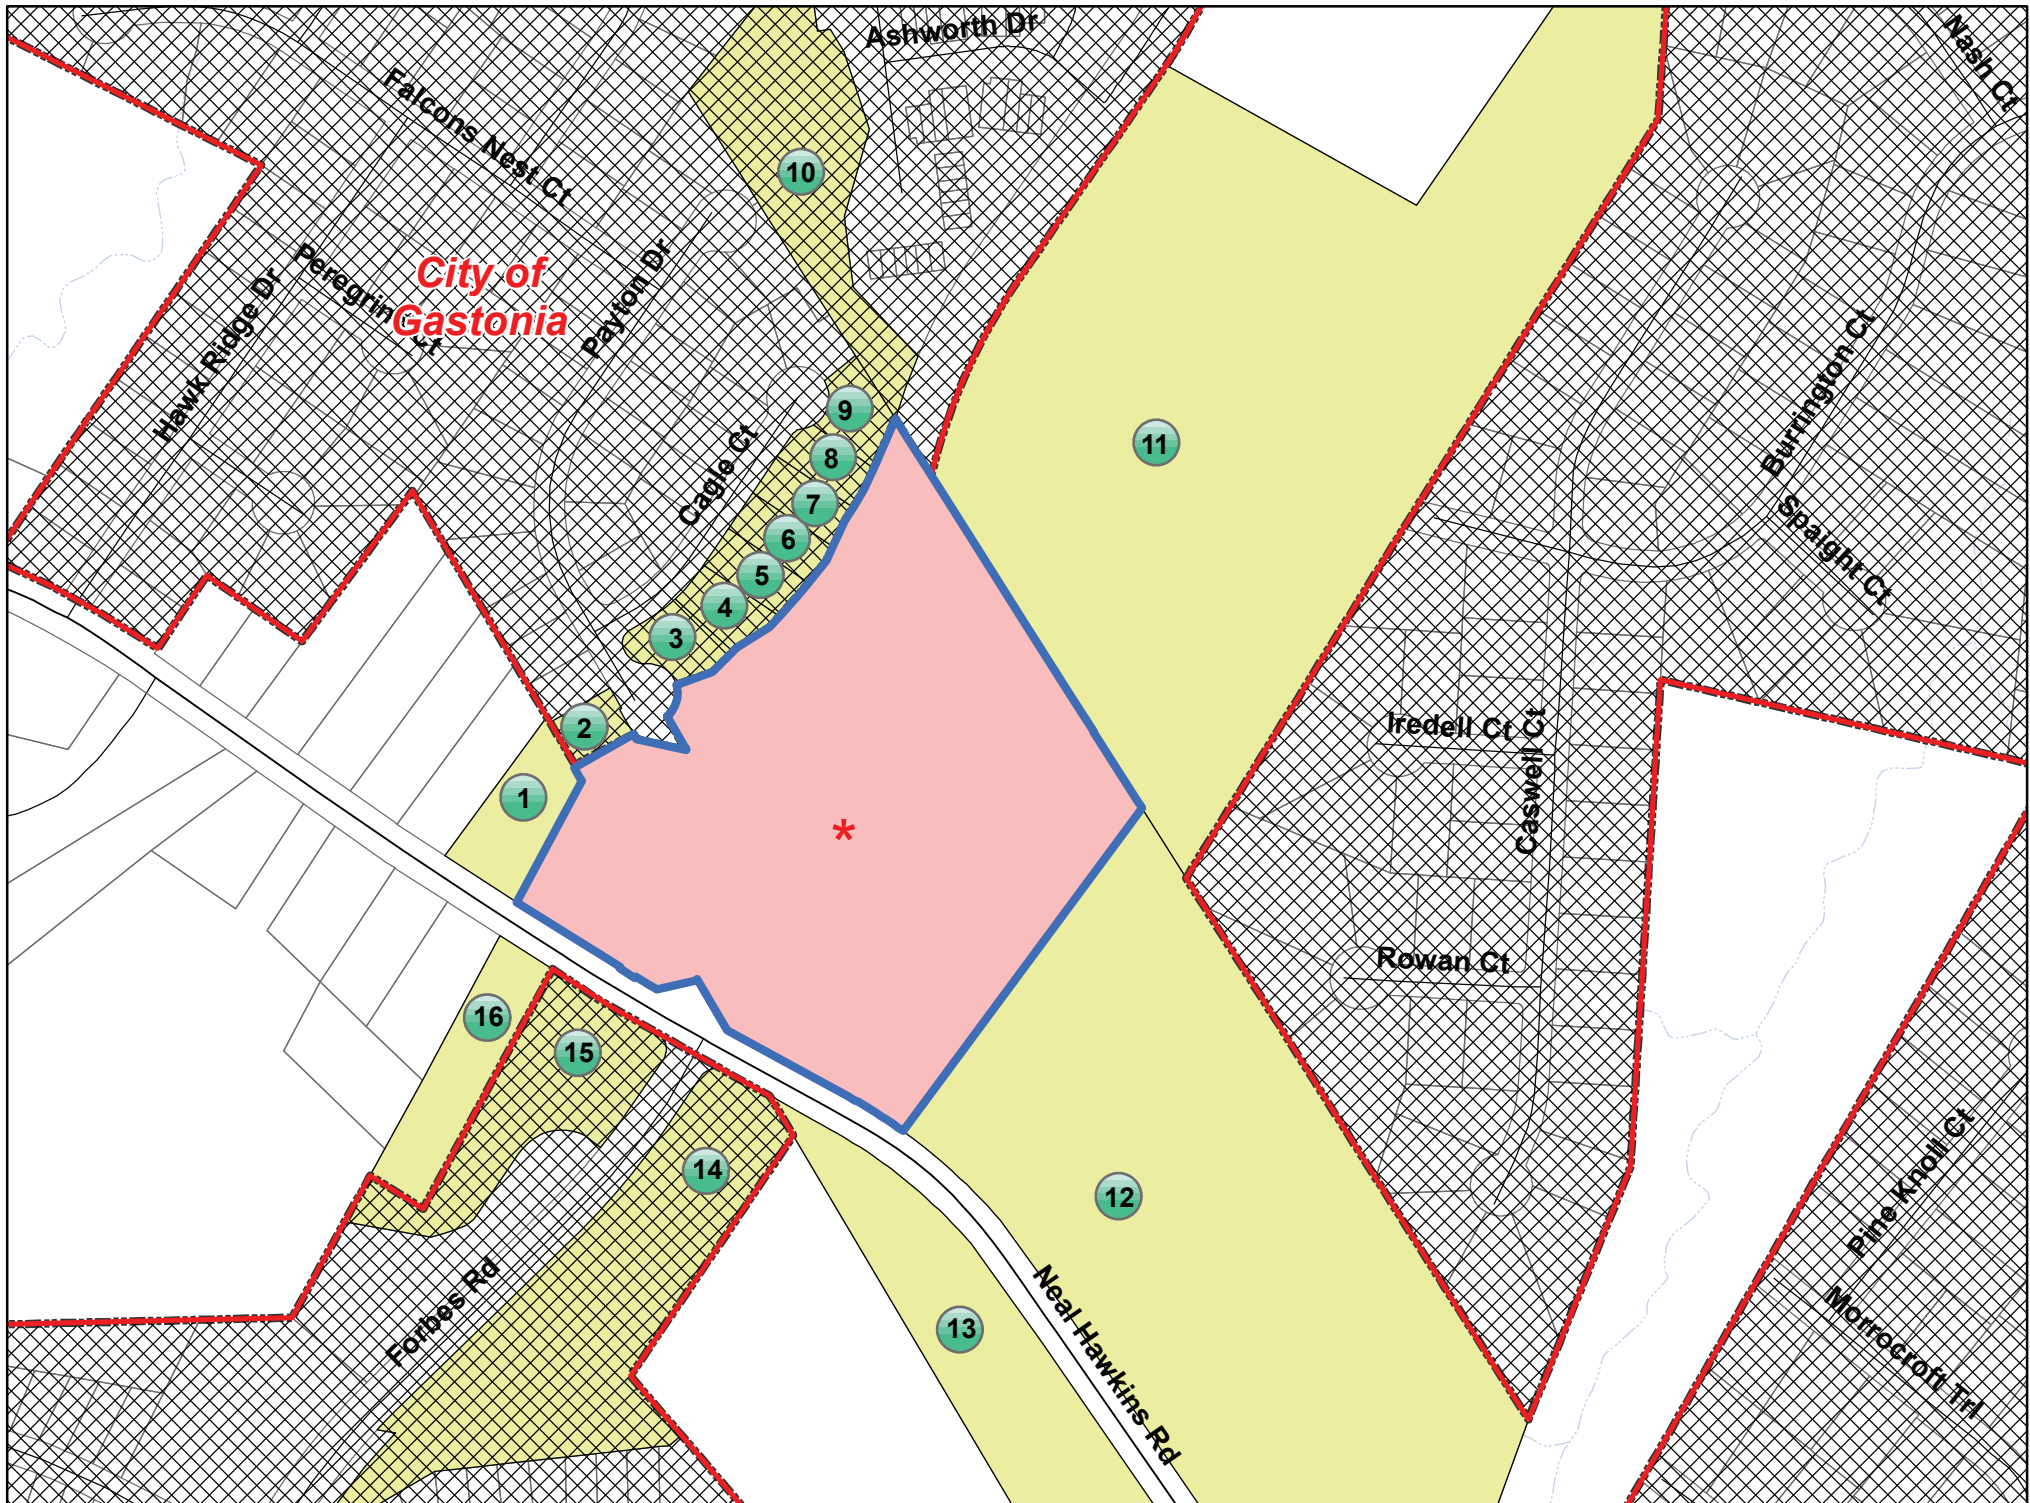 Ashworth Dr
Nash Ct
Falcons Nest Ct
10
City of
Gastonia
Peregrine Ct
Payton Dr
Hawk Ridge Dr
Burrington Ct
9
11
8
Cagle Ct
7
Spaight Ct
6
5
4
3
2
Iredell Ct
Caswell Ct
1
*
Rowan Ct
16
15
14
12
Pine Knoll Ct
Forbes Rd
13
Neal Hawkins Rd
Morrocroft Trl